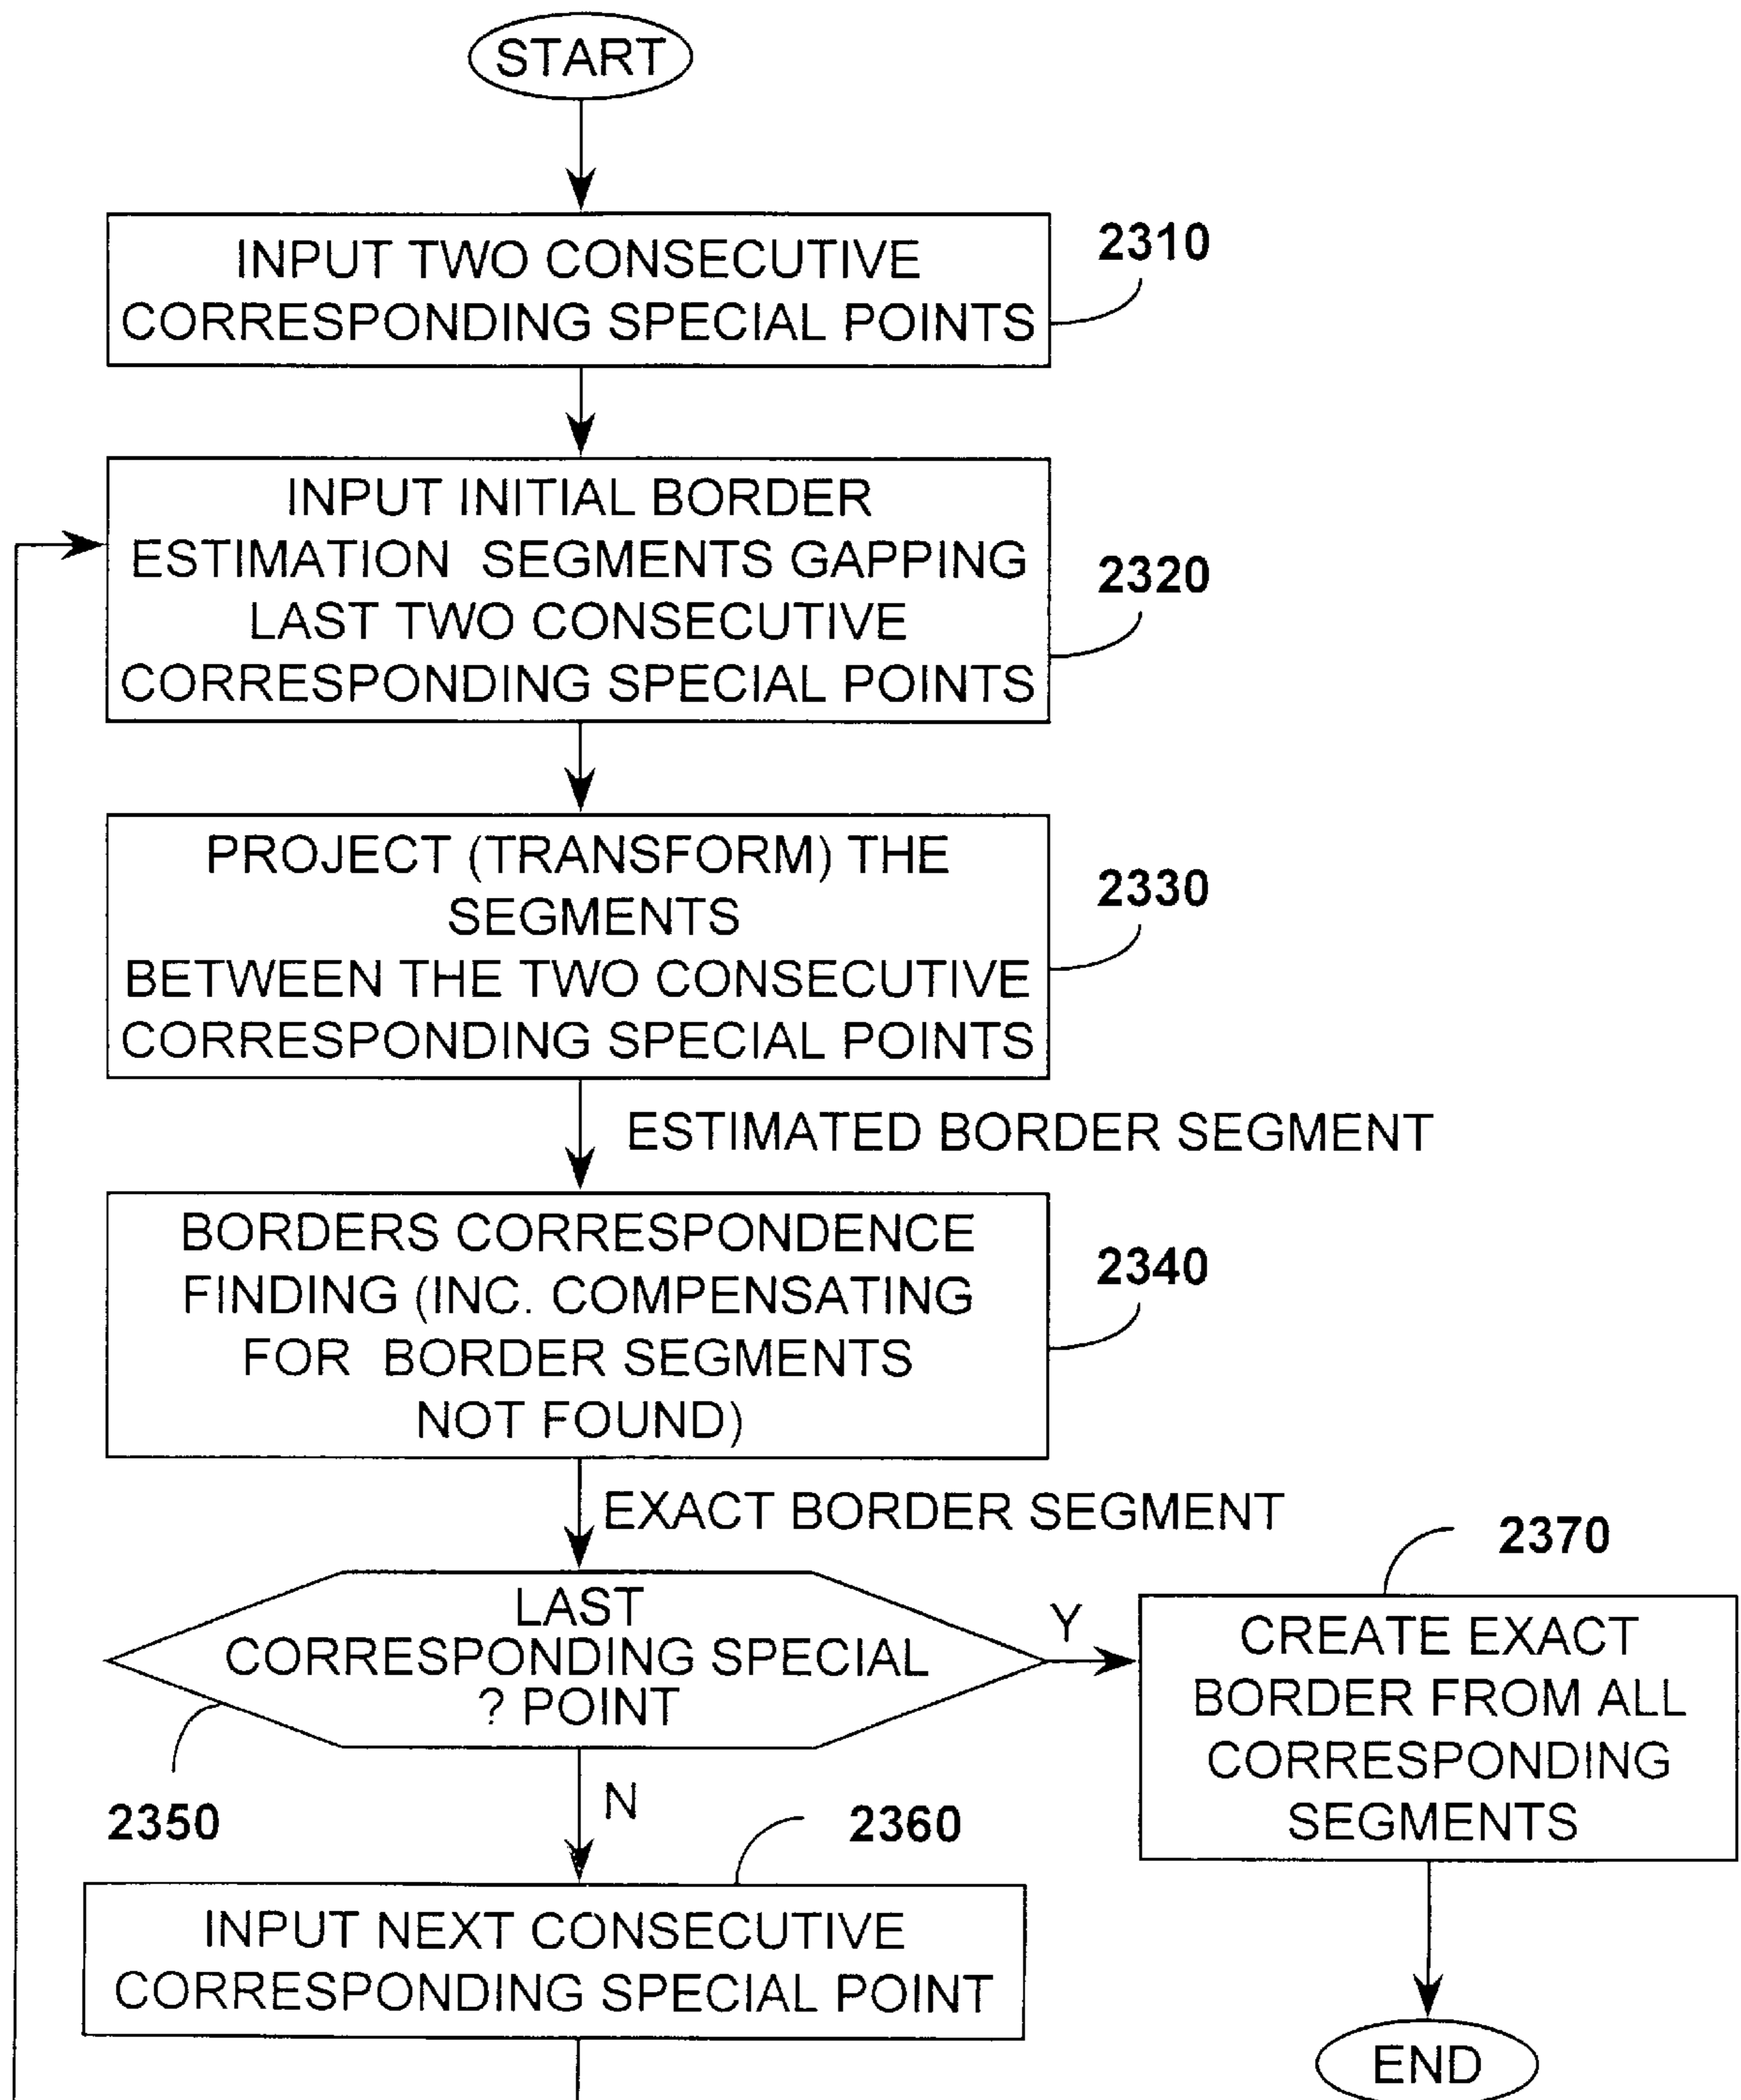 START
INPUT TWO CONSECUTIVE
CORRESPONDING SPECIAL POINTS
2310
INPUT INITIAL BORDER
ESTIMATION SEGMENTS GAPPING
LAST TWO CONSECUTIVE
CORRESPONDING SPECIAL POINTS
2320
PROJECT (TRANSFORM) THE
SEGMENTS
BETWEEN THE TWO CONSECUTIVE
CORRESPONDING SPECIAL POINTS
2330
ESTIMATED BORDER SEGMENT
BORDERS CORRESPONDENCE
FINDING (INC. COMPENSATING
FOR BORDER SEGMENTS
NOT FOUND)
2340
EXACT BORDER SEGMENT
LAST
CORRESPONDING SPECIAL
? POINT
2350
Y
2370
CREATE EXACT
BORDER FROM ALL
CORRESPONDING
SEGMENTS
N
2360
INPUT NEXT CONSECUTIVE
CORRESPONDING SPECIAL POINT
END